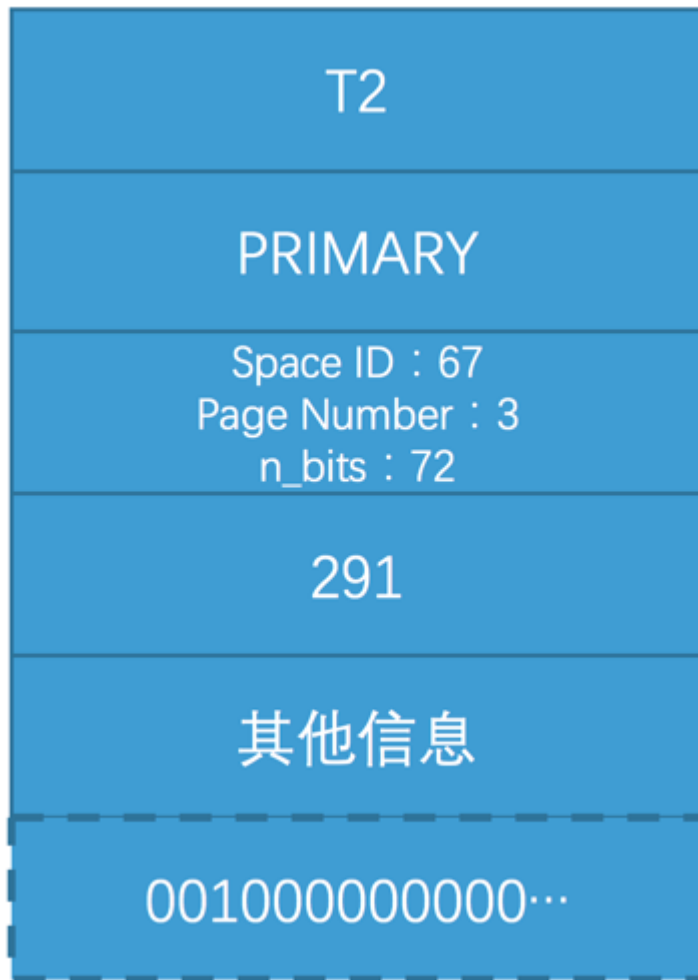 T2
PRIMARY
Space ID：67
Page Number：3
n_bits：72
291
其他信息
001000000000…